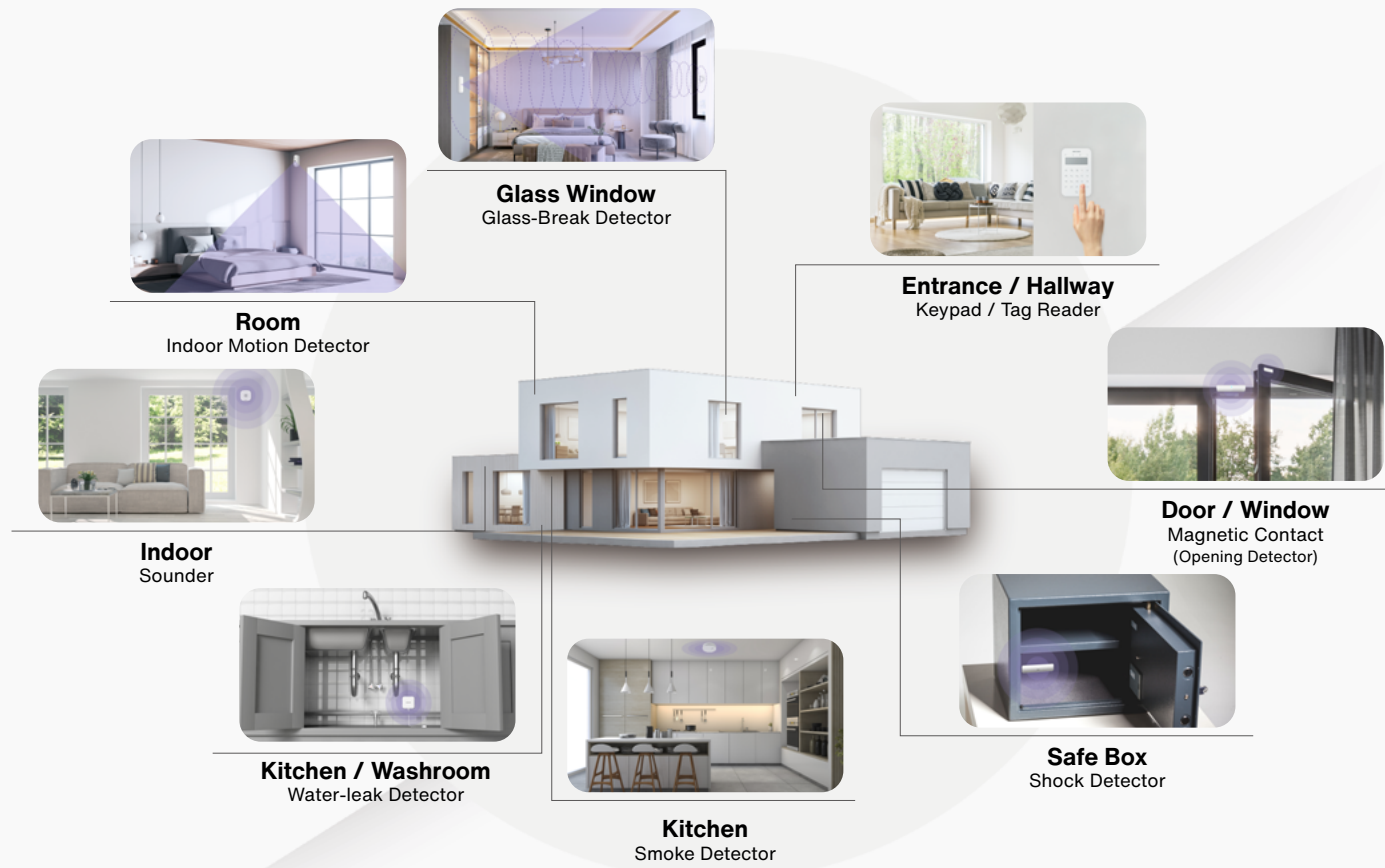 Glass Window
Glass-Break Detector
Entrance / Hallway
Keypad / Tag Reader
Room
Indoor Motion Detector
Door / Window
Magnetic Contact
(Opening Detector)
Indoor
Sounder
Kitchen / Washroom
Water-leak Detector
Safe Box
Shock Detector
Kitchen
Smoke Detector